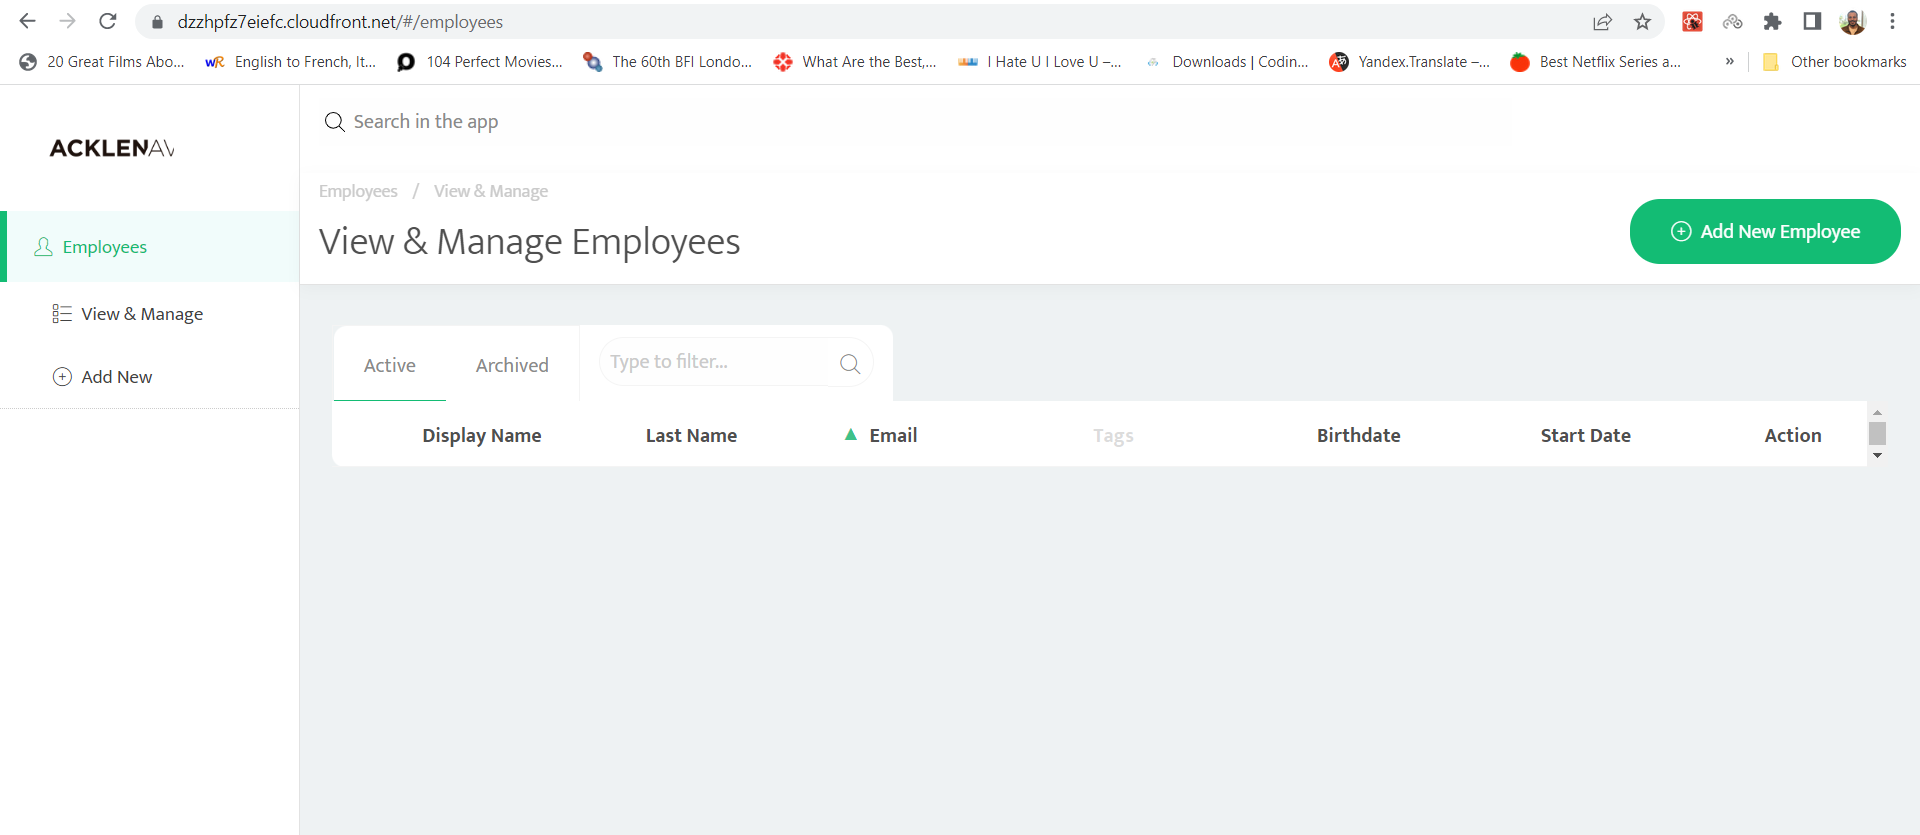 dzzhpfz7eiefc.cloudfront.net/#/employees
20 Great Films Abo... English to French, It... 104 Perfect Movies... The 60th BFI Londo... What Are the Best,... I Hate U I Love U –... Downloads | Codin... Yandex.Translate –... Best Netflix Series a... » Other bookmarks
ACKLENAV
Search in the app
Employees / View & Manage
View & Manage Employees
Add New Employee
Employees
View & Manage
Add New
Active Archived Type to filter...
Display Name Last Name Email Tags Birthdate Start Date Action